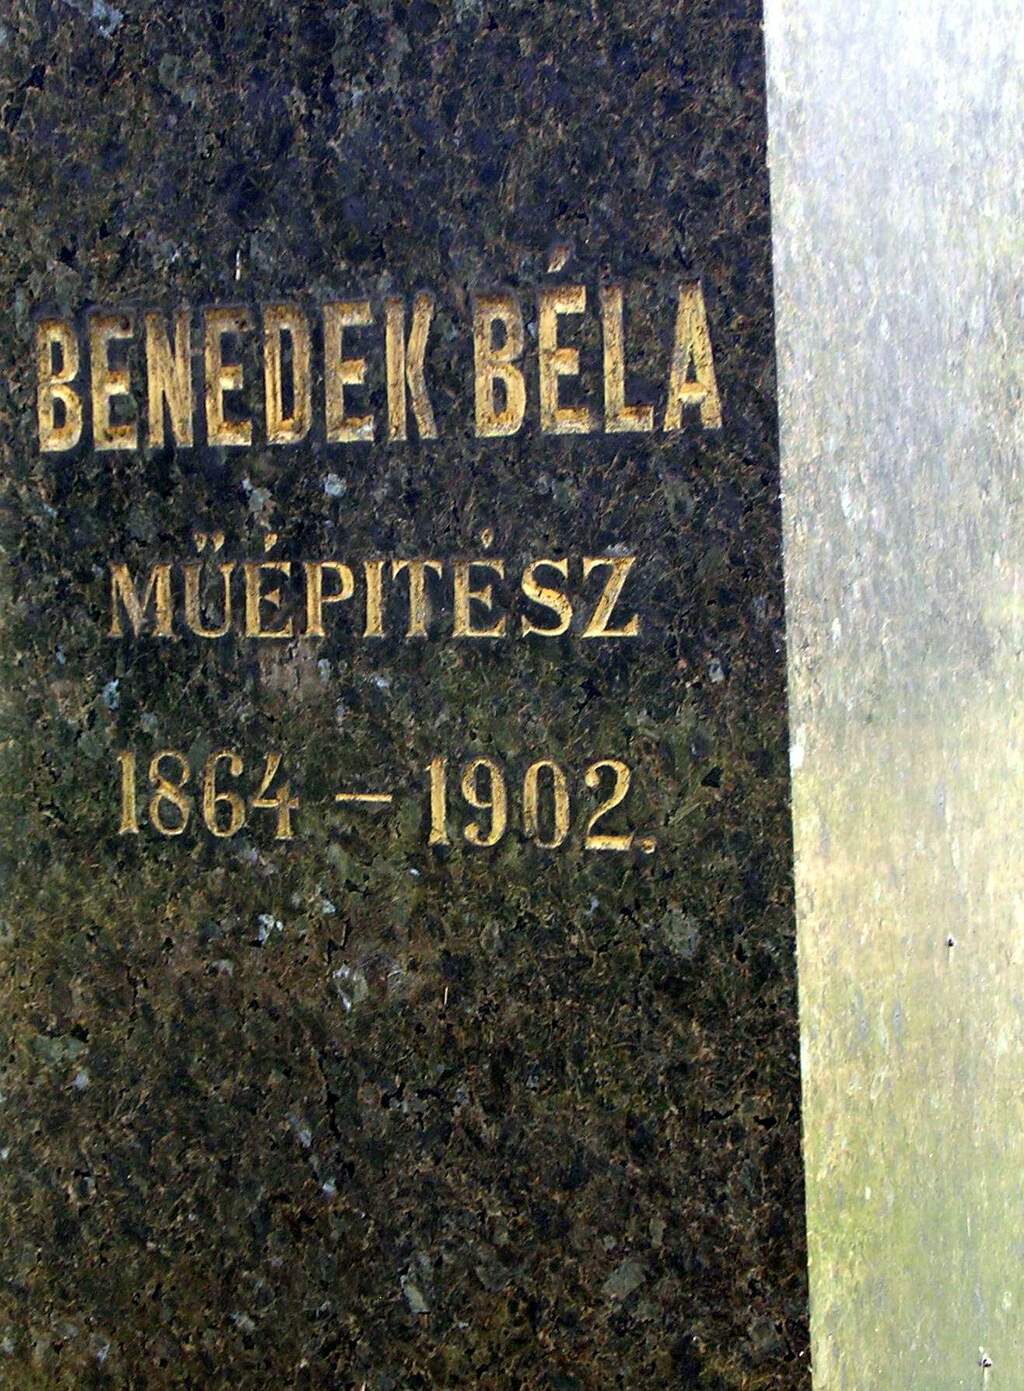 BENEDEK BÉLA
MŰÉPITÉSZ
1864 – 1902.